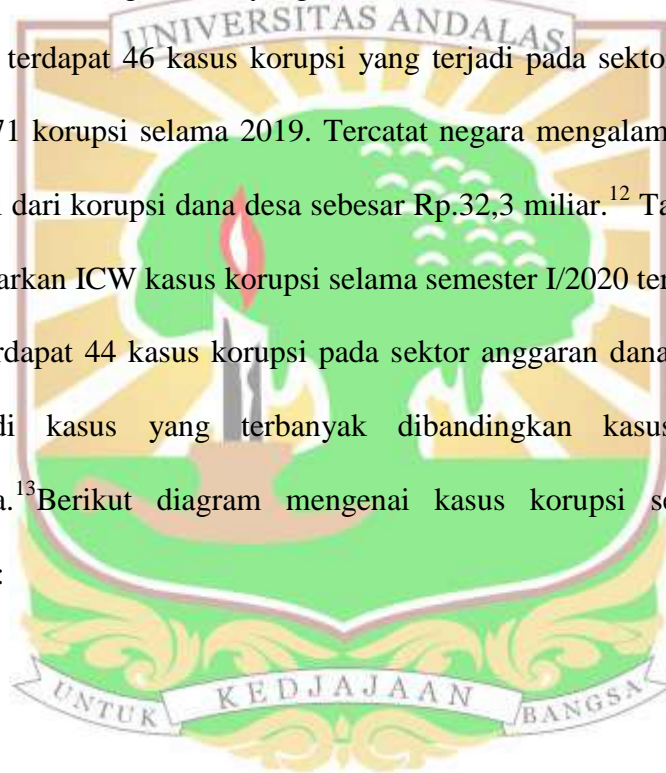 UNIVERSITAS ANDALAS
terdapat 46 kasus korupsi yang terjadi pada sekto
71 korupsi selama 2019. Tercatat negara mengalam
dari korupsi dana desa sebesar Rp.32,3 miliar.12 Ta
arkan ICW kasus korupsi selama semester I/2020 ter
rdapat 44 kasus korupsi pada sektor anggaran dana
di kasus yang terbanyak dibandingkan kasus
a.13Berikut diagram mengenai kasus korupsi se
:
UNTUK KEDJAJAAN BANGSA